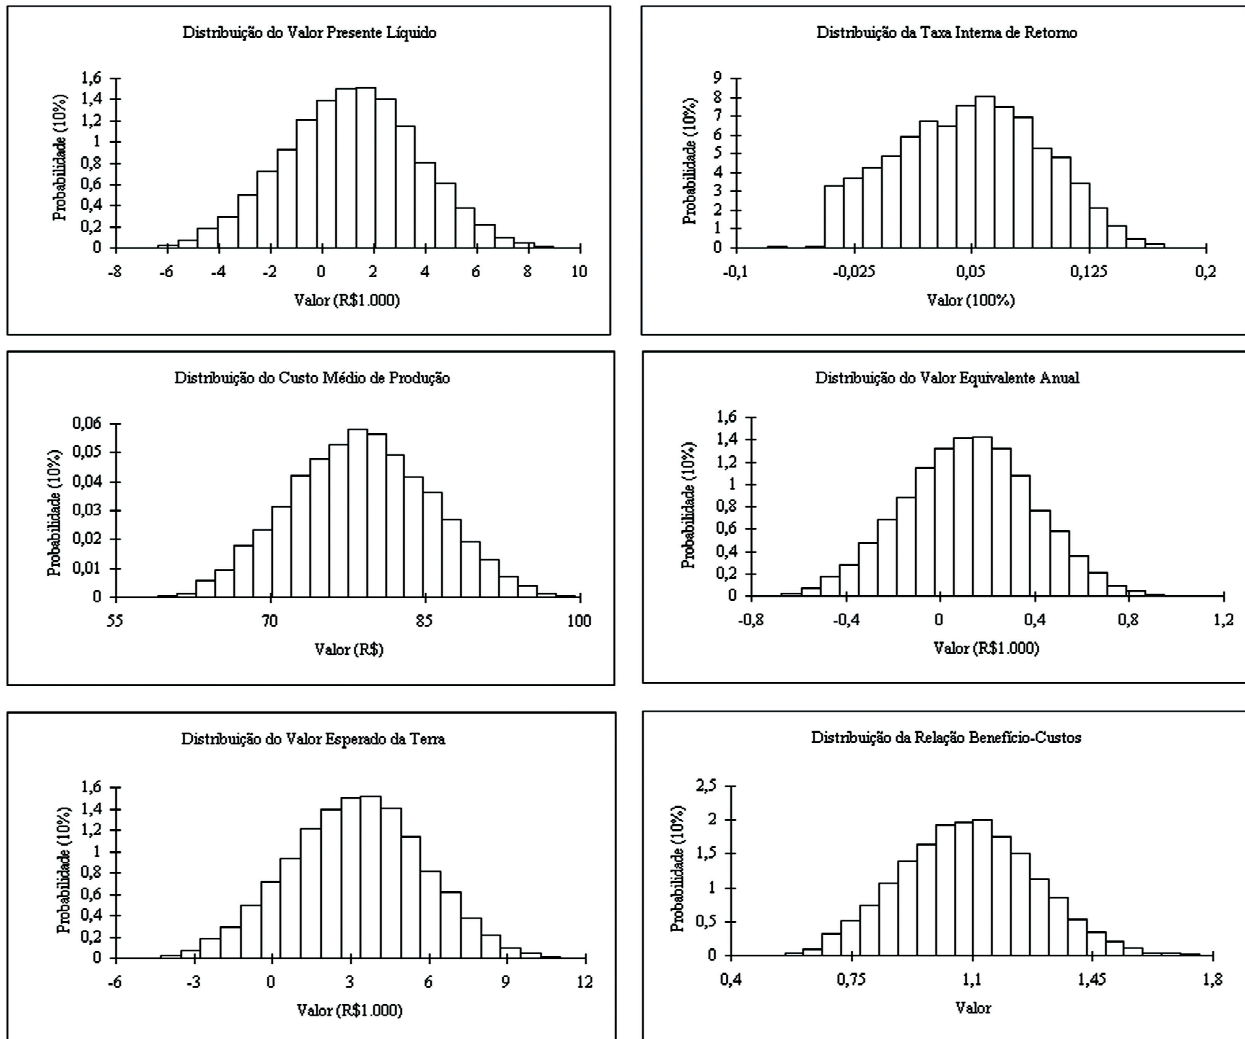 Distribuição do Valor Presente Líquido
Probabilidade (10%)
1,6
1,4
1,2
1
0,8
0,6
0,4
0,2
0
-8 -6 -4 -2 0 2 4 6 8 10
Valor (R$1.000)
Distribuição da Taxa Interna de Retorno
Probabilidade (10%)
9
8
7
6
5
4
3
2
1
0
-0,1 -0,025 0,05 0,125 0,2
Valor (100%)
Distribuição do Custo Médio de Produção
Probabilidade (10%)
0,06
0,05
0,04
0,03
0,02
0,01
0
55 70 85 100
Valor (R$)
Distribuição do Valor Equivalente Anual
Probabilidade (10%)
1,6
1,4
1,2
1
0,8
0,6
0,4
0,2
0
-0,8 -0,4 0 0,4 0,8 1,2
Valor (R$1.000)
Distribuição do Valor Esperado da Terra
Probabilidade (10%)
1,6
1,4
1,2
1
0,8
0,6
0,4
0,2
0
-6 -3 0 3 6 9 12
Valor (R$1.000)
Distribuição da Relação Benefício-Custos
Probabilidade (10%)
2,5
2
1,5
1
0,5
0
0,4 0,75 1,1 1,45 1,8
Valor